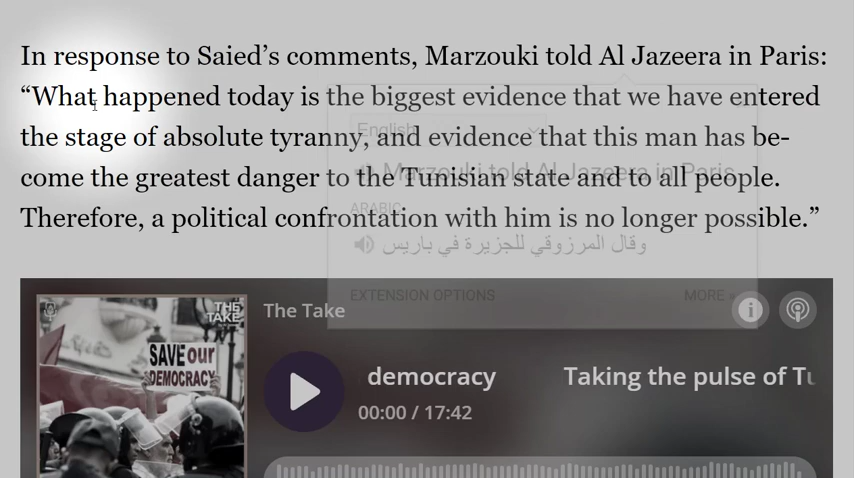 In response to Saied’s comments, Marzouki told Al Jazeera in Paris:
“What happened today is the biggest evidence that we have entered
the stage of absolute tyranny, and evidence that this man has be-
come the greatest danger to the Tunisian state and to all people.
Therefore, a political confrontation with him is no longer possible.”
English
Marzouki told Al Jazeera in Paris
ARABIC
وقال المرزوقي للجزيرة في باريس
EXTENSION OPTIONS
MORE »
THE TAKE
SAVE our
DEMOCRACY
The Take
democracy Taking the pulse of Tu
00:00 / 17:42